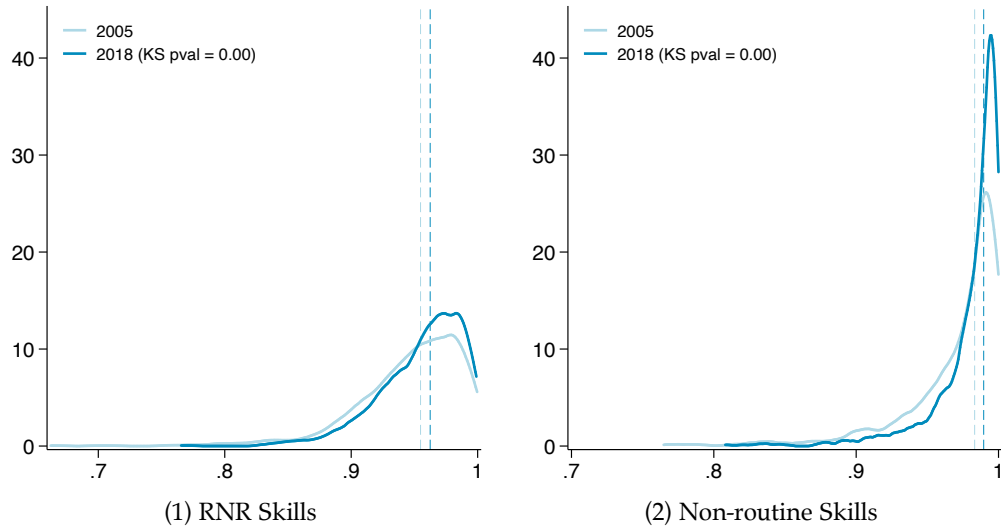 2005
2018 (KS pval = 0.00)
40
30
20
10
0
.7 .8 .9 1
(1) RNR Skills
2005
2018 (KS pval = 0.00)
40
30
20
10
0
.7 .8 .9 1
(2) Non-routine Skills